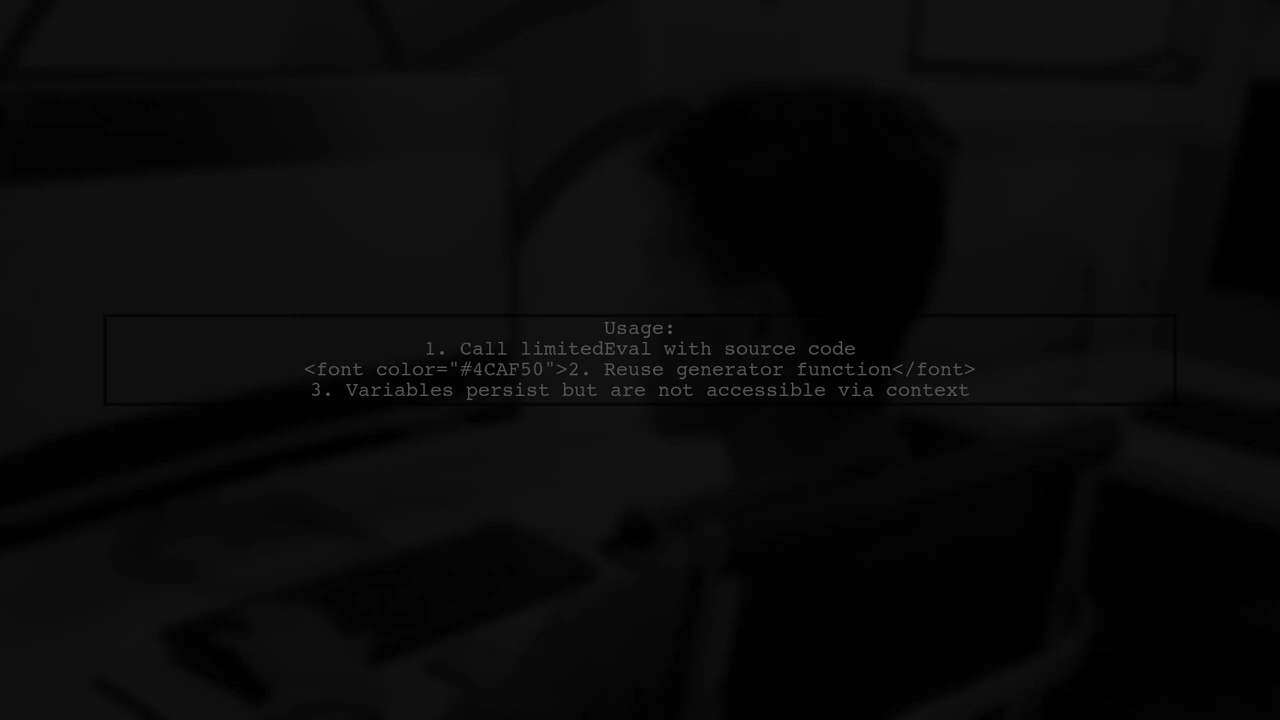 Usage:
1. Call limitedEval with source code
<font color="#4CAF50">2. Reuse generator function</font>
3. Variables persist but are not accessible via context